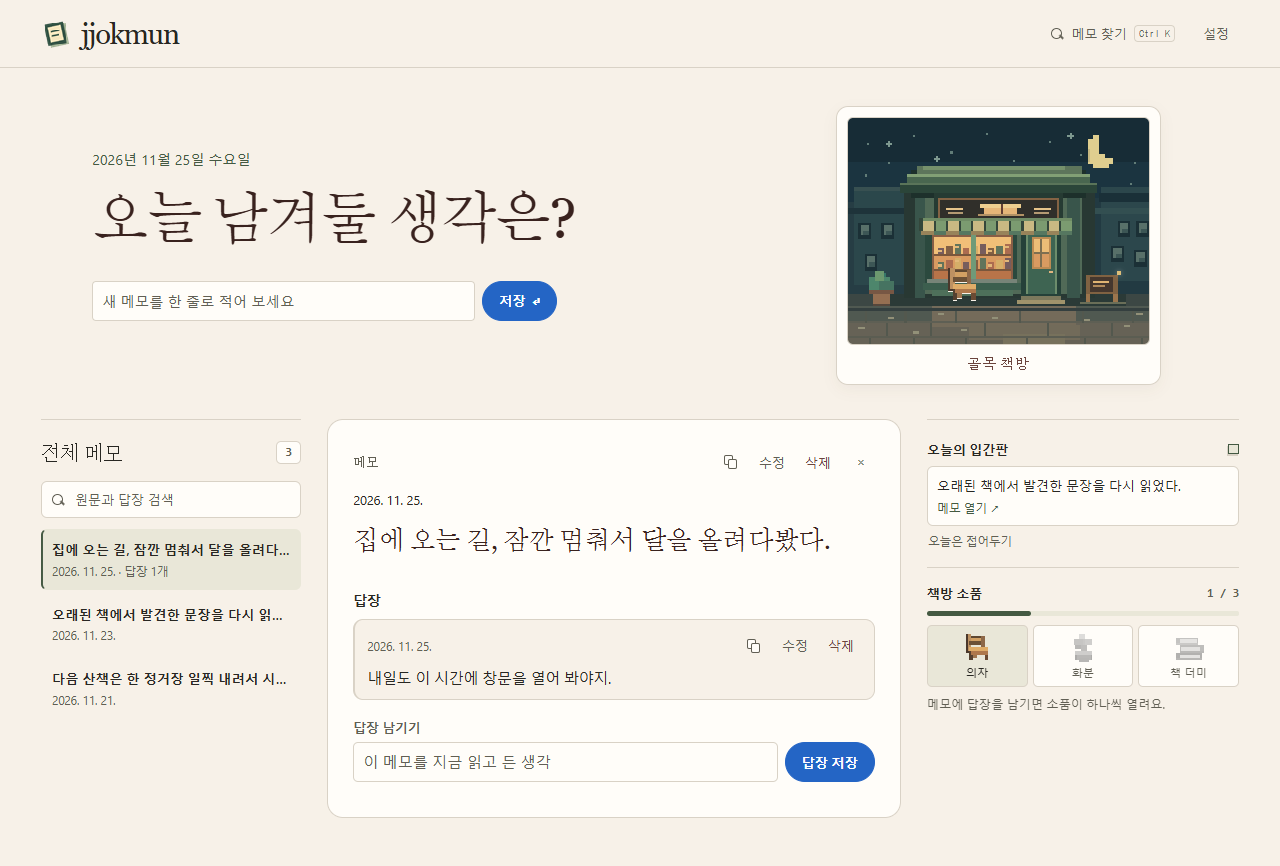 jjokmun
메모 찾기 Ctrl K 설정
2026년 11월 25일 수요일
오늘 남겨둘 생각은?
새 메모를 한 줄로 적어 보세요
저장
골목 책방
전체 메모 3
원문과 답장 검색
집에 오는 길, 잠깐 멈춰서 달을 올려다...
2026. 11. 25. · 답장 1개
오래된 책에서 발견한 문장을 다시 읽...
2026. 11. 23.
다음 산책은 한 정거장 일찍 내려서 시...
2026. 11. 21.
메모 수정 삭제 ×
2026. 11. 25.
집에 오는 길, 잠깐 멈춰서 달을 올려다봤다.
답장
2026. 11. 25. 수정 삭제
내일도 이 시간에 창문을 열어 봐야지.
답장 남기기
이 메모를 지금 읽고 든 생각
답장 저장
오늘의 입간판
오래된 책에서 발견한 문장을 다시 읽었다.
메모 열기 ↗
오늘은 접어두기
책방 소품 1 / 3
의자 화분 책 더미
메모에 답장을 남기면 소품이 하나씩 열려요.